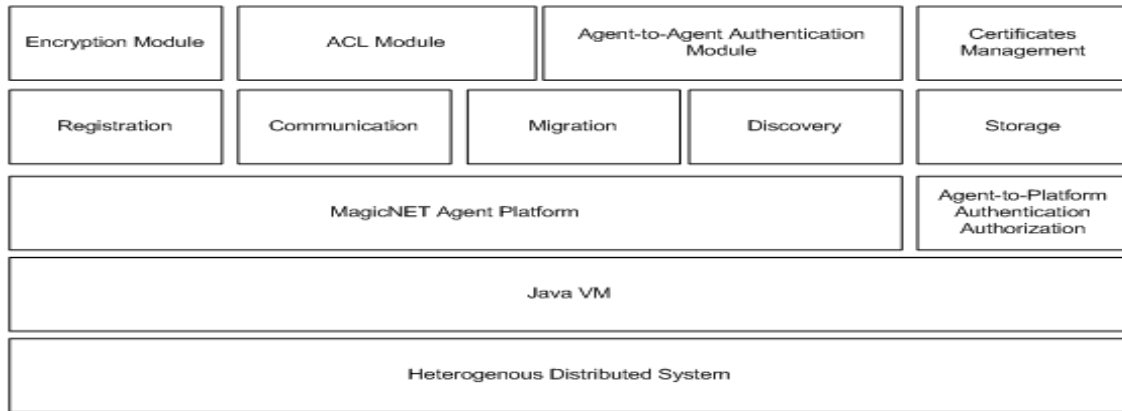 Encryption Module
ACL Module
Agent-to-Agent Authentication
Module
Certificates
Management
Registration
Communication
Migration
Discovery
Storage
MagicNET Agent Platform
Agent-to-Platform
Authentication
Authorization
Java VM
Heterogenous Distributed System